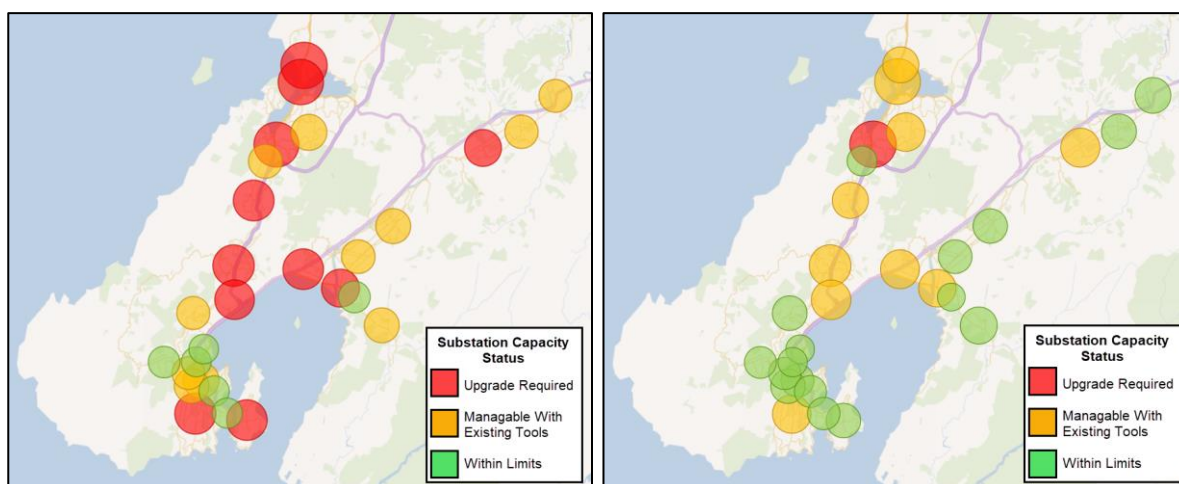 Substation Capacity
Status
Upgrade Required
Managable With
Existing Tools
Within Limits
Substation Capacity
Status
Upgrade Required
Managable With
Existing Tools
Within Limits